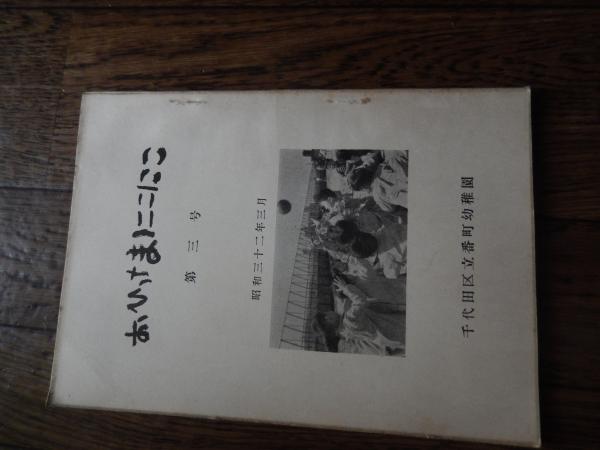 おひさまにこにこ
第三号
昭和三十二年三月
千代田区立番町幼稚園